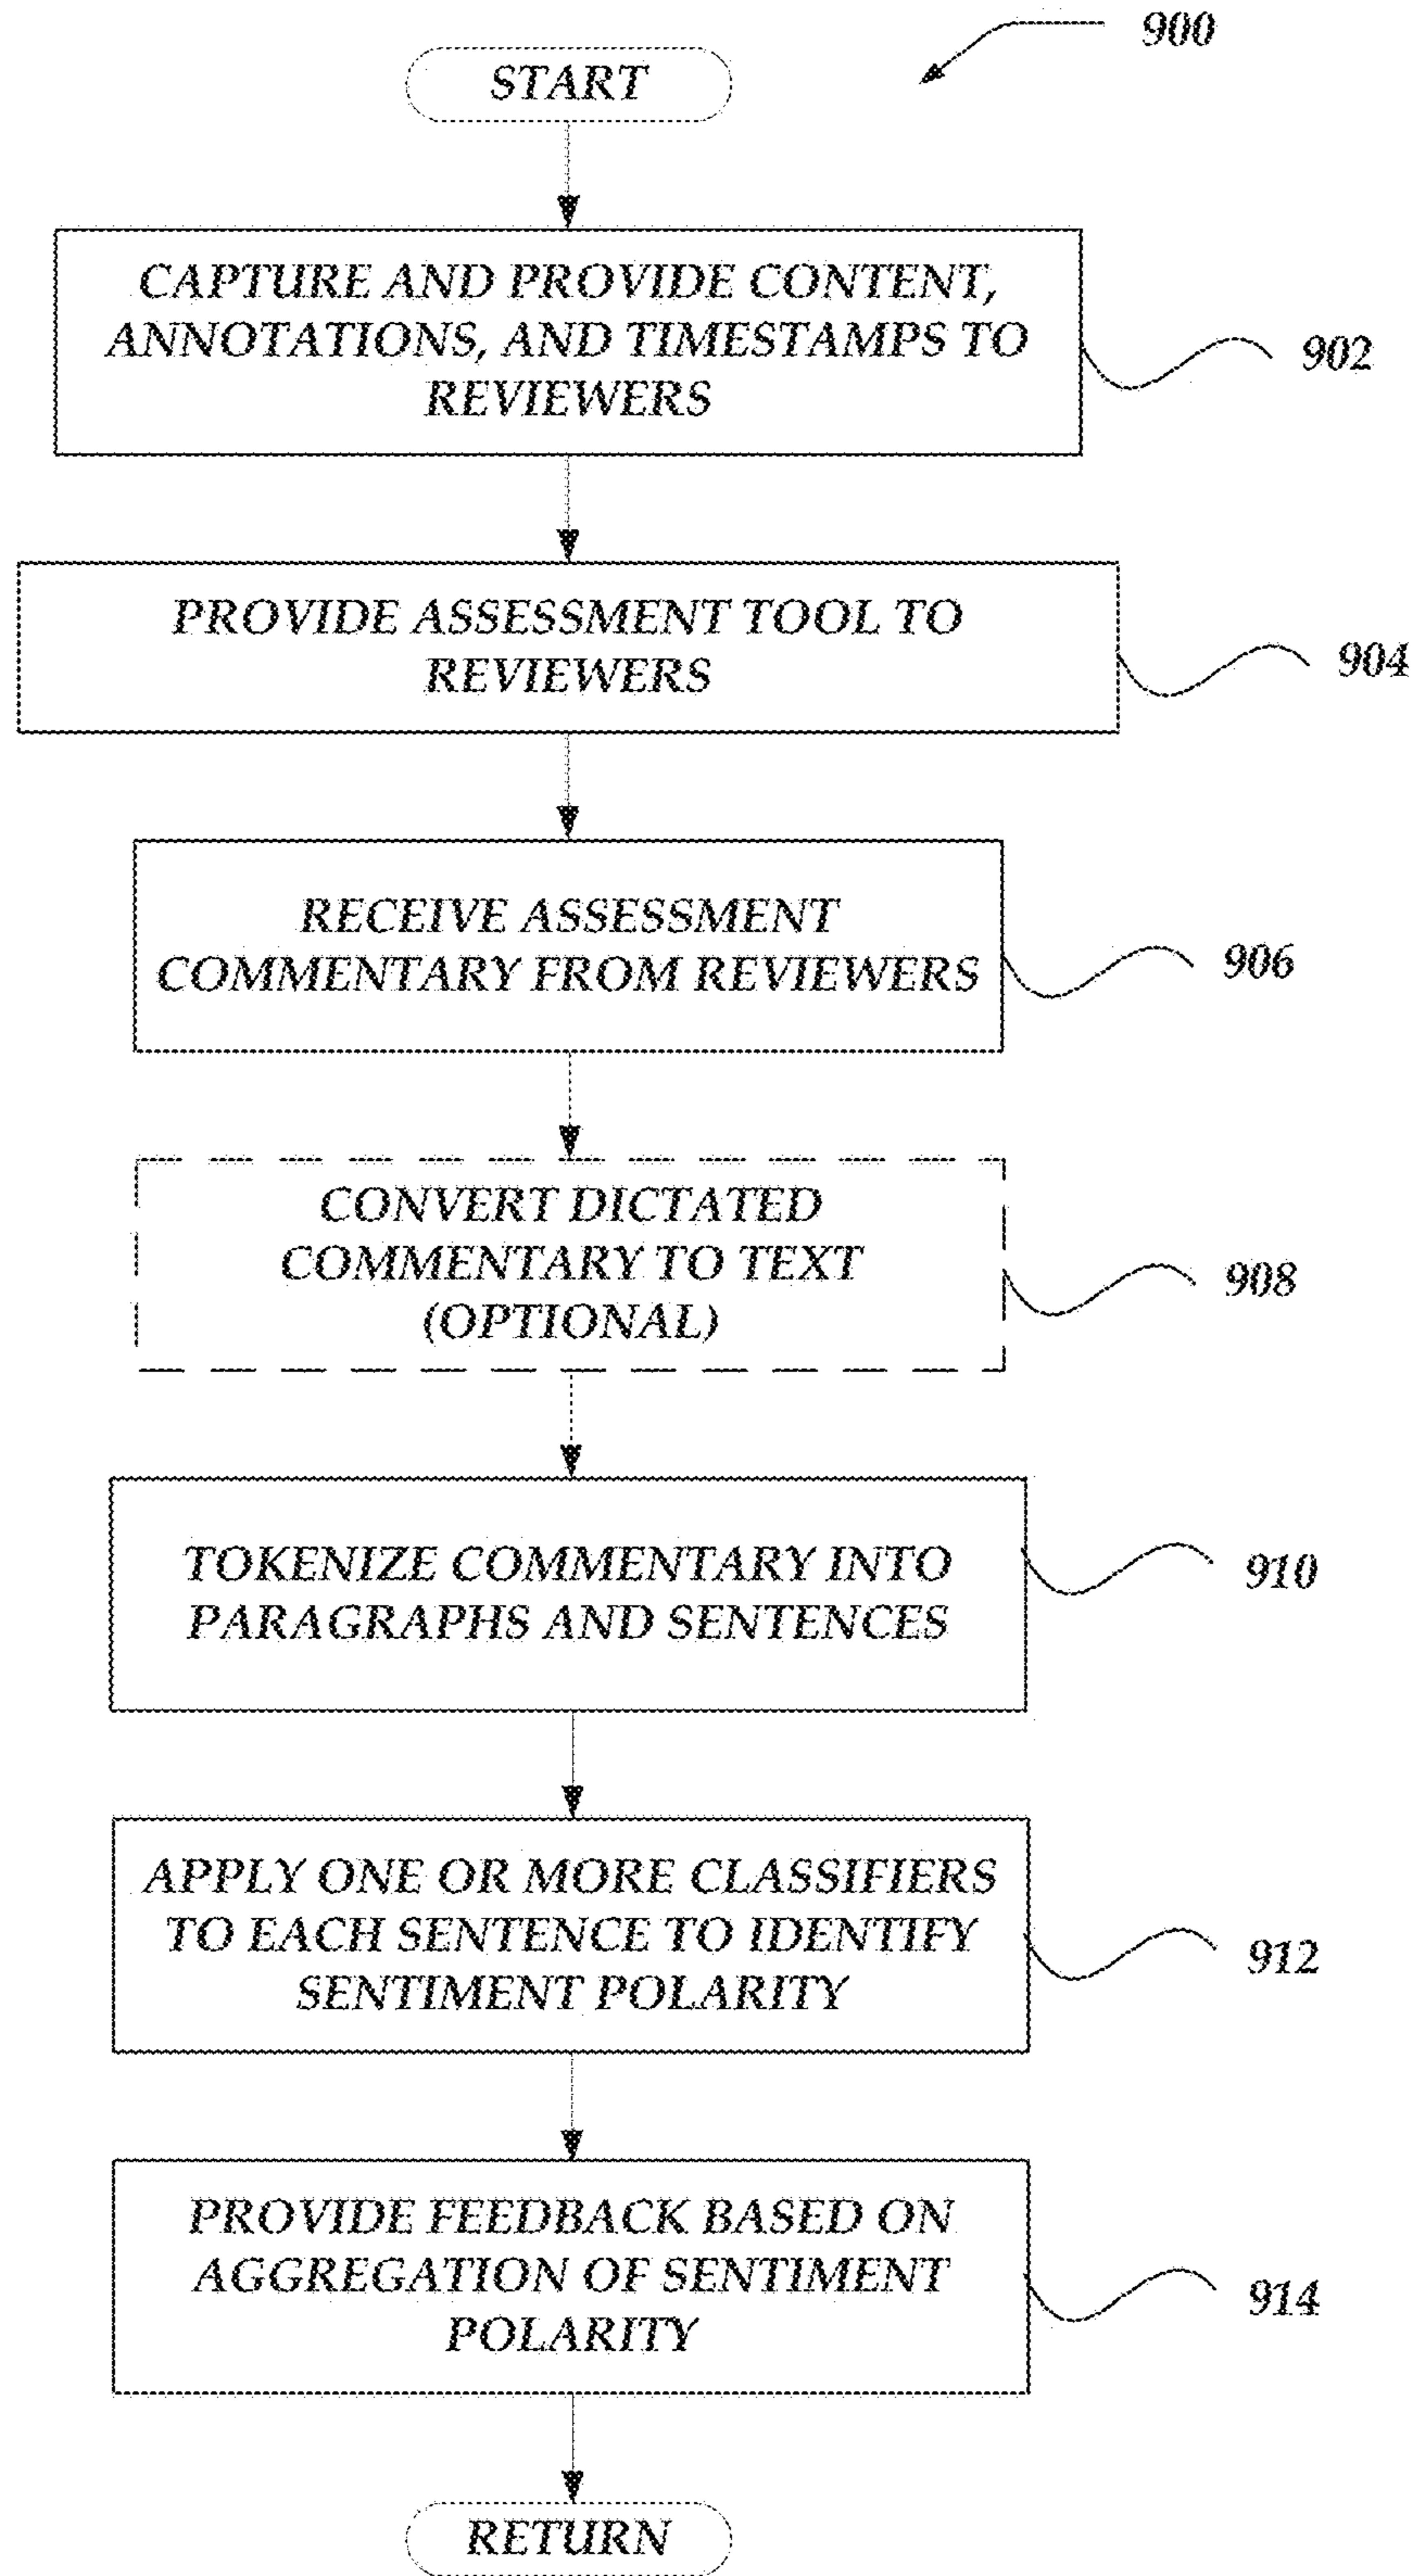 900
START
CAPTURE AND PROVIDE CONTENT,
ANNOTATIONS, AND TIMESTAMPS TO
REVIEWERS
902
PROVIDE ASSESSMENT TOOL TO
REVIEWERS
904
RECEIVE ASSESSMENT
COMMENTARY FROM REVIEWERS
906
CONVERT DICTATED
COMMENTARY TO TEXT
(OPTIONAL)
908
TOKENIZE COMMENTARY INTO
PARAGRAPHS AND SENTENCES
910
APPLY ONE OR MORE CLASSIFIERS
TO EACH SENTENCE TO IDENTIFY
SENTIMENT POLARITY
912
PROVIDE FEEDBACK BASED ON
AGGREGATION OF SENTIMENT
POLARITY
914
RETURN